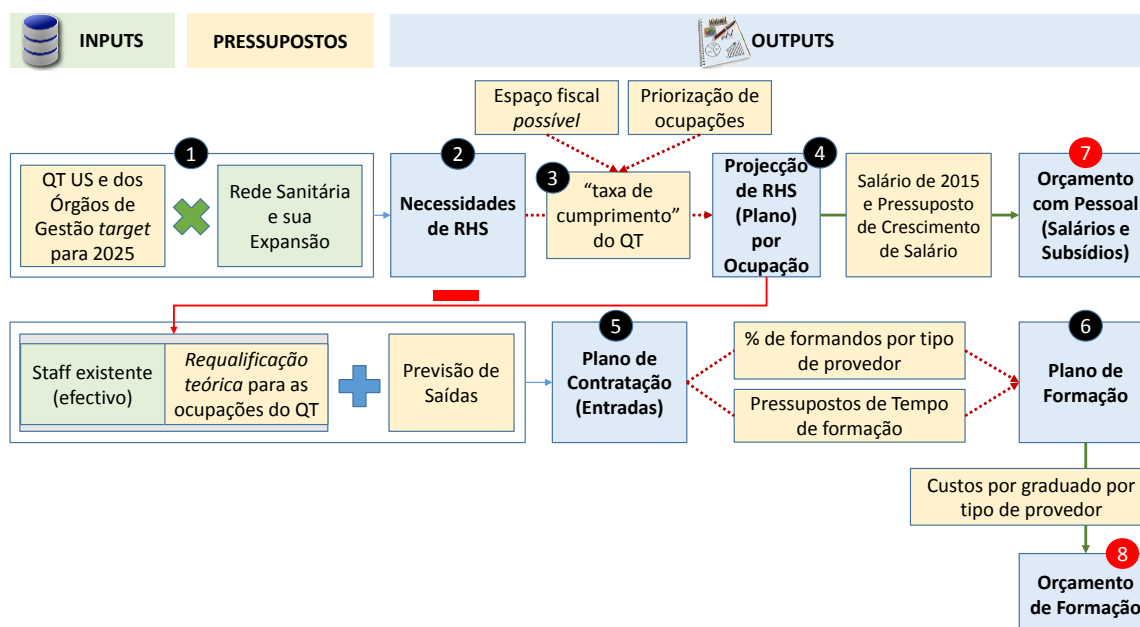 INPUTS
PRESSUPOSTOS
OUTPUTS
Espaço fiscal
possível
Priorização de
ocupações
1
QT US e dos
Órgãos de
Gestão target
para 2025
Rede Sanitária
e sua
Expansão
2
Necessidades
de RHS
3
“taxa de
cumprimento”
do QT
4
Projecção
de RHS
(Plano)
por
Ocupação
Salário de 2015
e Pressuposto
de Crescimento
de Salário
7
Orçamento
com Pessoal
(Salários e
Subsídios)
Staff existente
(efectivo)
Requalificação
teórica para as
ocupações do QT
Previsão de
Saídas
5
Plano de
Contratação
(Entradas)
% de formandos por tipo
de provedor
Pressupostos de Tempo
de formação
6
Plano de
Formação
Custos por graduado por
tipo de provedor
8
Orçamento
de Formação